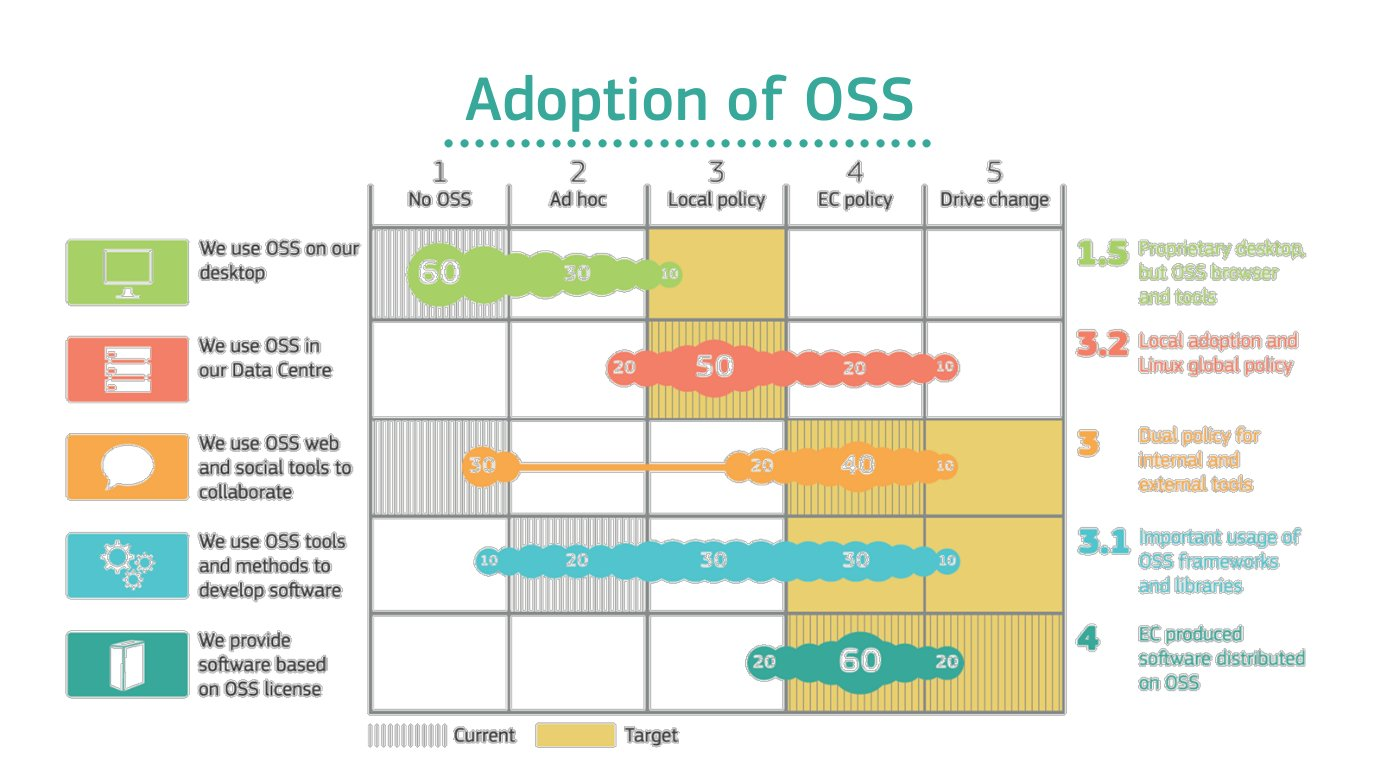 Adoption of OSS
1 2 3 4 5
No OSS Ad hoc Local policy EC policy Drive change
We use OSS on our
desktop
60 30 10
1.5 Proprietary desktop,
but OSS browser
and tools
We use OSS in
our Data Centre
20 50 20 10
3.2 Local adoption and
Linux global policy
We use OSS web
and social tools to
collaborate
30 20 40 10
3 Dual policy for
internal and
external tools
We use OSS tools
and methods to
develop software
10 20 30 30 10
3.1 Important usage of
OSS frameworks
and libraries
We provide
software based
on OSS license
20 60 20
4 EC produced
software distributed
on OSS
Current Target